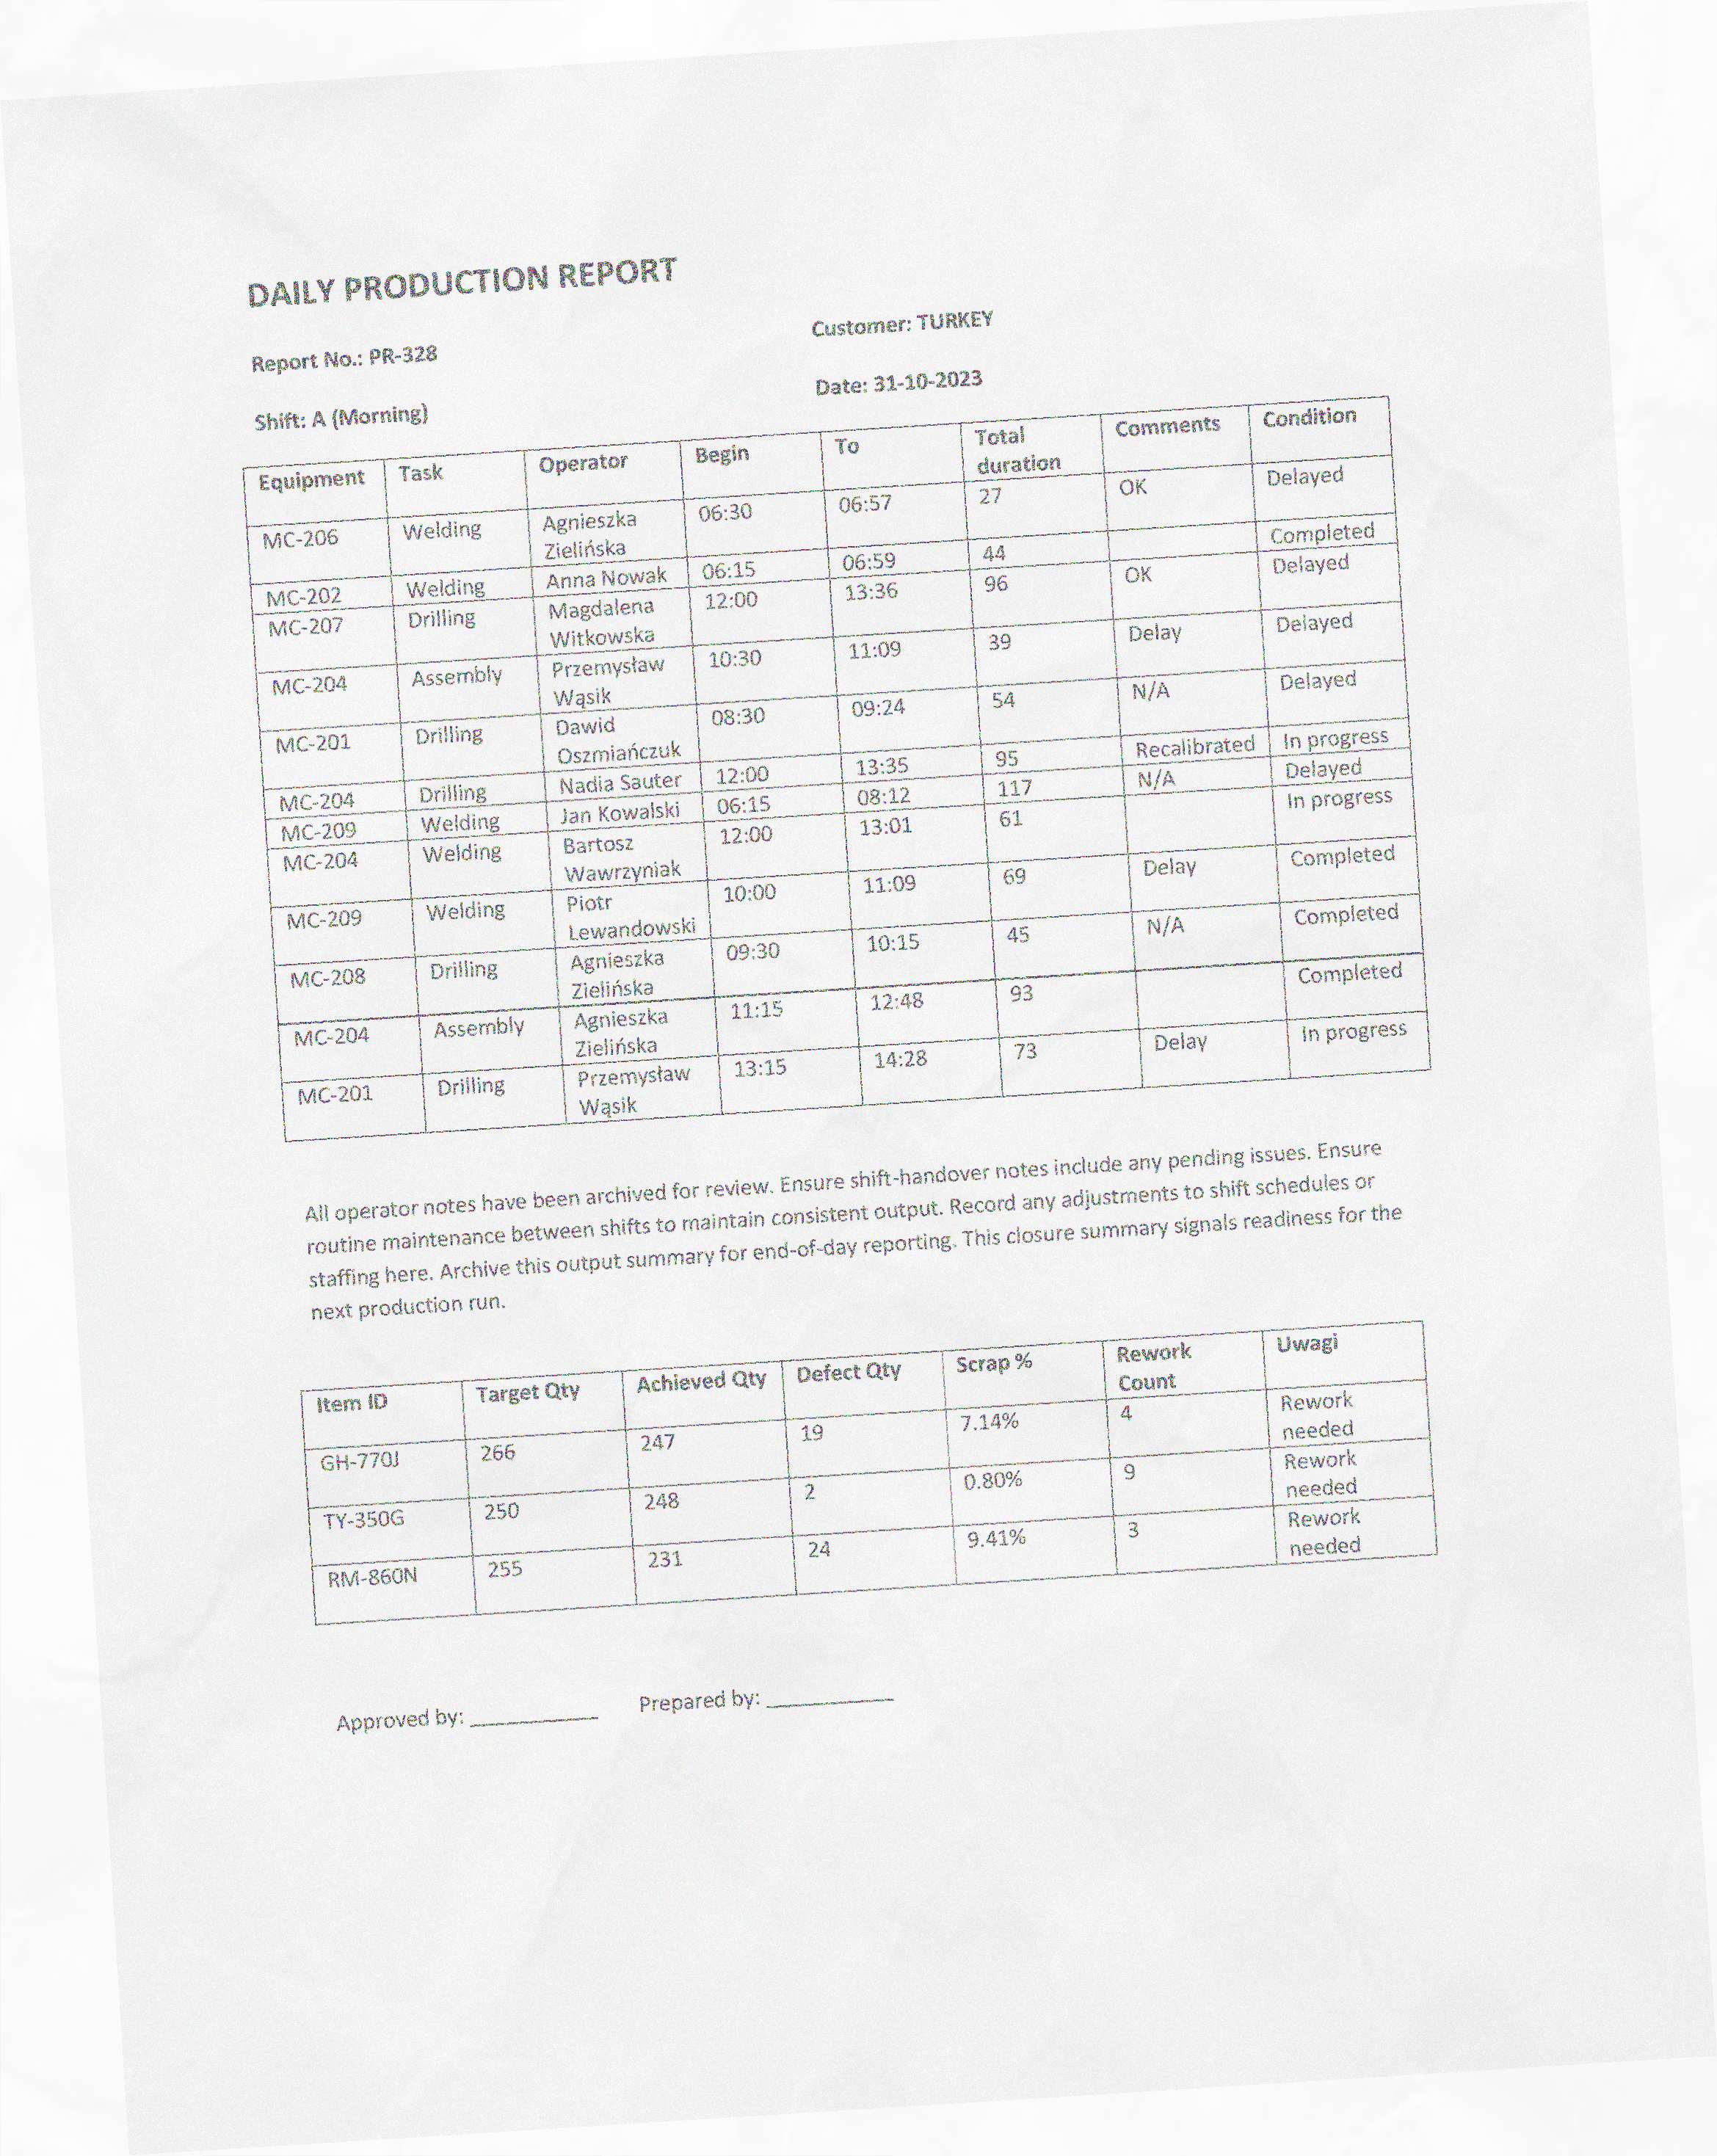 DAILY PRODUCTION REPORT
Report No.: PR-328
Customer: TURKEY
Shift: A (Morning)
Date: 31-10-2023
Equipment Task Operator Begin To Total duration Comments Condition
MC-206 Welding Agnieszka Zielińska 06:30 06:57 27 OK Delayed
MC-202 Welding Anna Nowak 06:15 06:59 44 Completed
MC-207 Drilling Magdalena Witkowska 12:00 13:36 96 OK Delayed
MC-204 Assembly Przemysław Wąsik 10:30 11:09 39 Delay Delayed
MC-201 Drilling Dawid Oszmiańczuk 08:30 09:24 54 N/A Delayed
MC-204 Drilling Nadia Sauter 12:00 13:35 95 Recalibrated In progress
MC-209 Welding Jan Kowalski 06:15 08:12 117 N/A Delayed
MC-204 Welding Bartosz Wawrzyniak 12:00 13:01 61 In progress
MC-209 Welding Piotr Lewandowski 10:00 11:09 69 Delay Completed
MC-208 Drilling Agnieszka Zielińska 09:30 10:15 45 N/A Completed
MC-204 Assembly Agnieszka Zielińska 11:15 12:48 93 Completed
MC-201 Drilling Przemysław Wąsik 13:15 14:28 73 Delay In progress
All operator notes have been archived for review. Ensure shift-handover notes include any pending issues. Ensure
routine maintenance between shifts to maintain consistent output. Record any adjustments to shift schedules or
staffing here. Archive this output summary for end-of-day reporting. This closure summary signals readiness for the
next production run.
Item ID Target Qty Achieved Qty Defect Qty Scrap % Rework Count Uwagi
GH-770J 266 247 19 7.14% 4 Rework needed
TY-350G 250 248 2 0.80% 9 Rework needed
RM-860N 255 231 24 9.41% 3 Rework needed
Approved by: ____________ Prepared by: ____________